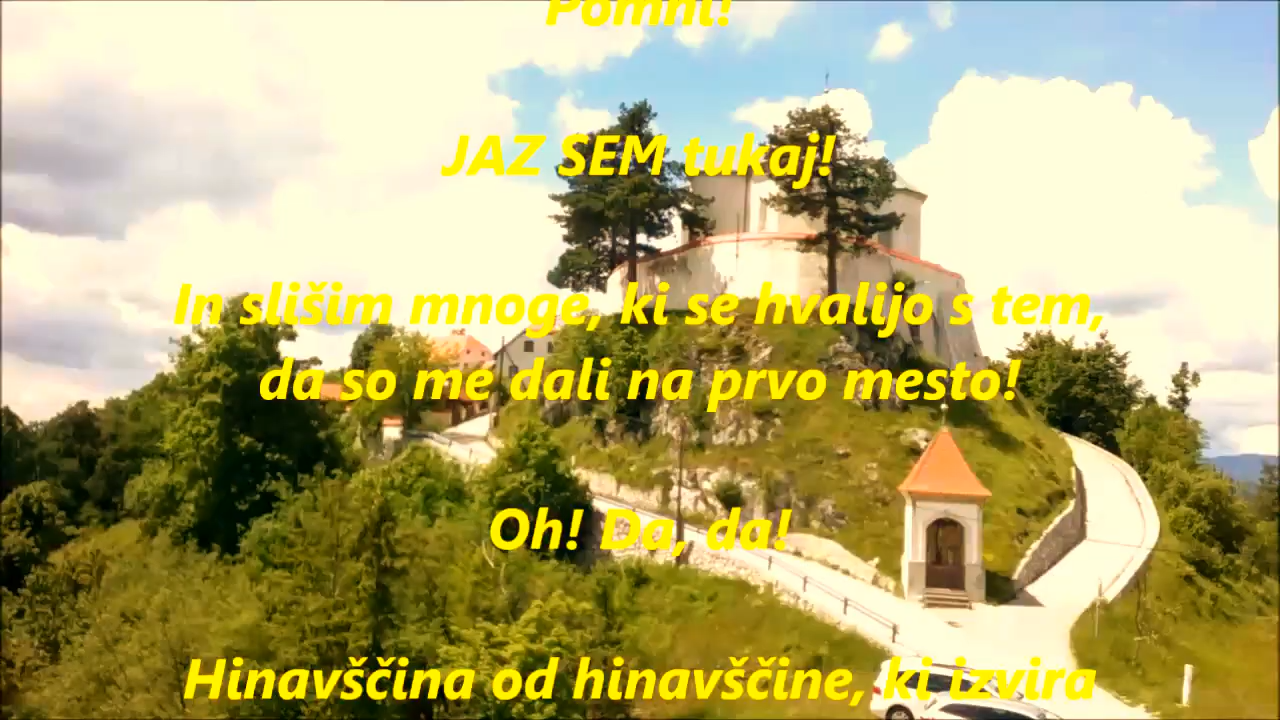 Pomni!
JAZ SEM tukaj!
In slišim mnoge, ki se hvalijo s tem,
da so me dali na prvo mesto!
Oh! Da, da!
Hinavščina od hinavščine, ki izvira